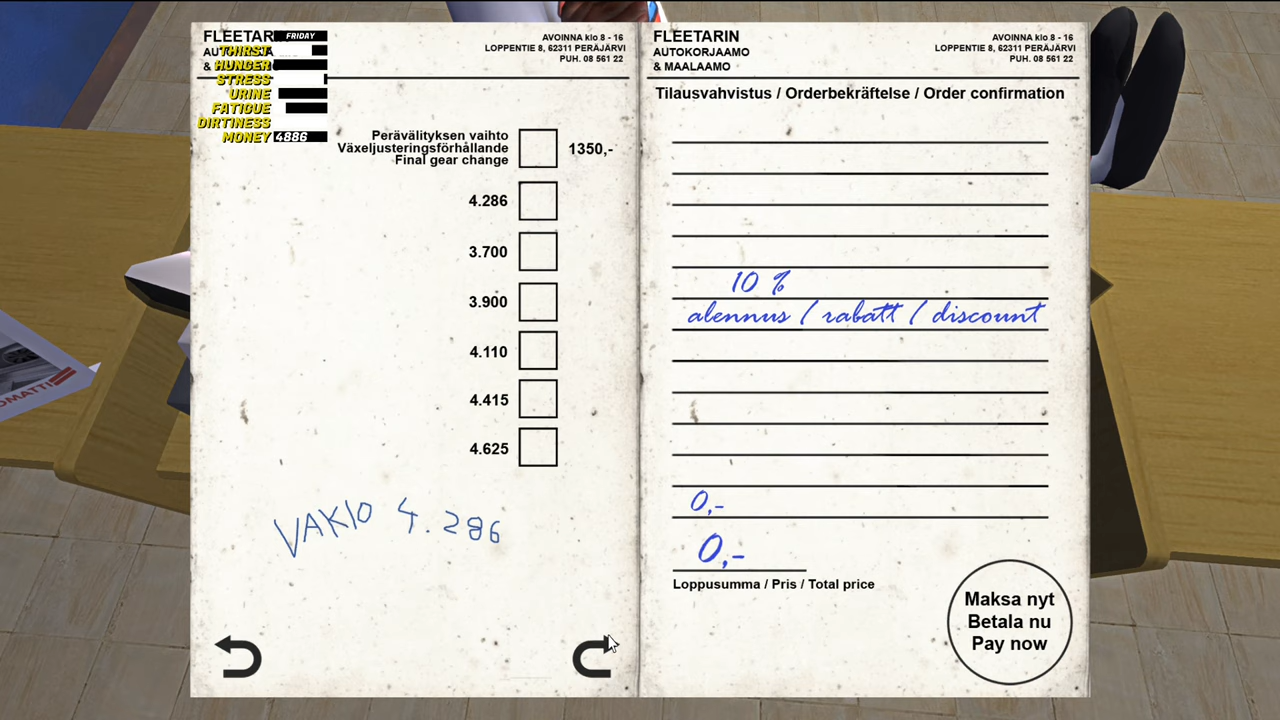 FLEETAR
FRIDAY
AU
THIRST
& HUNGER
STRESS
URINE
FATIGUE
DIRTINESS
MONEY 4886
AVOINNA klo 8 - 16
LOPPENTIE 8, 62311 PERÄJÄRVI
PUH. 08 561 22
Perävälityksen vaihto
Växeljusteringsförhållande
Final gear change
1350,-
4.286
3.700
3.900
4.110
4.415
4.625
VAKIO 4.286
FLEETARIN
AUTOKORJAAMO
& MAALAAMO
AVOINNA klo 8 - 16
LOPPENTIE 8, 62311 PERÄJÄRVI
PUH. 08 561 22
Tilausvahvistus / Orderbekräftelse / Order confirmation
10 %
alennus / rabatt / discount
0,-
0,-
Loppusumma / Pris / Total price
Maksa nyt
Betala nu
Pay now
OMATTI